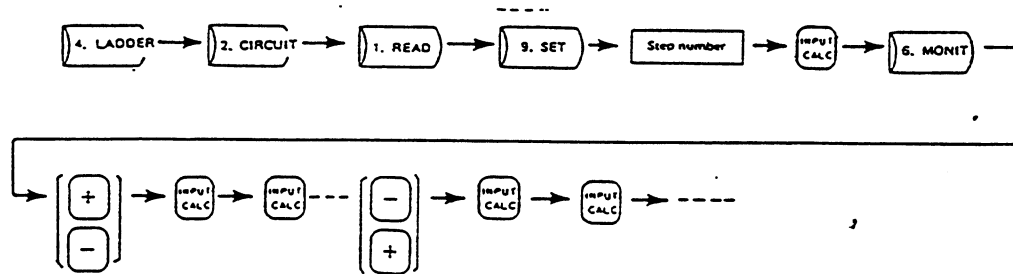 4. LADDER
2. CIRCUIT
1. READ
9. SET
Step number
INPUT
CALC
6. MONIT
+
-
INPUT
CALC
INPUT
CALC
-
+
INPUT
CALC
INPUT
CALC